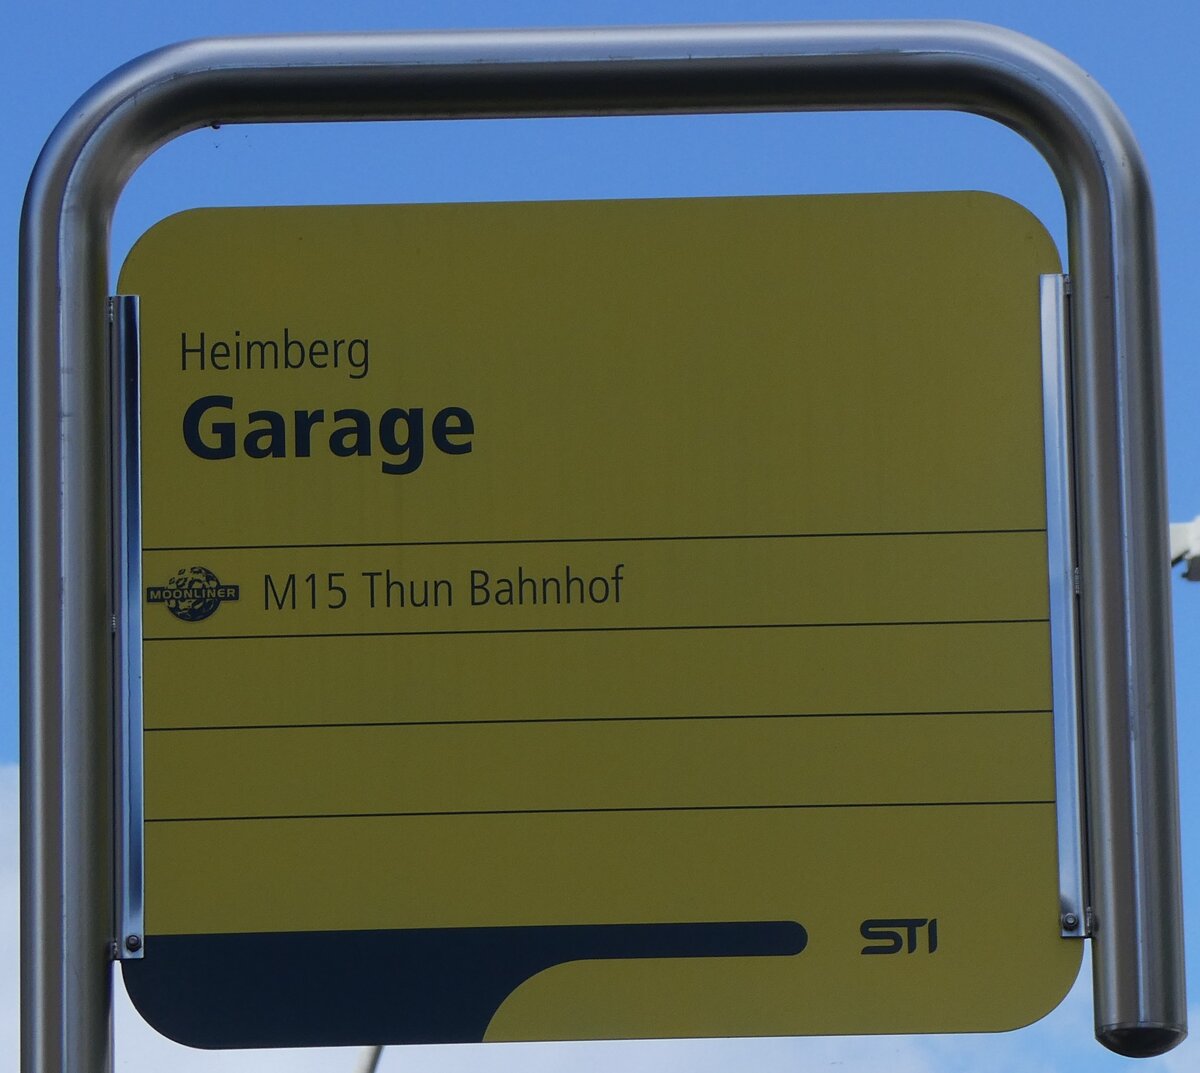 Heimberg
Garage
MOONLINER M15 Thun Bahnhof
STI